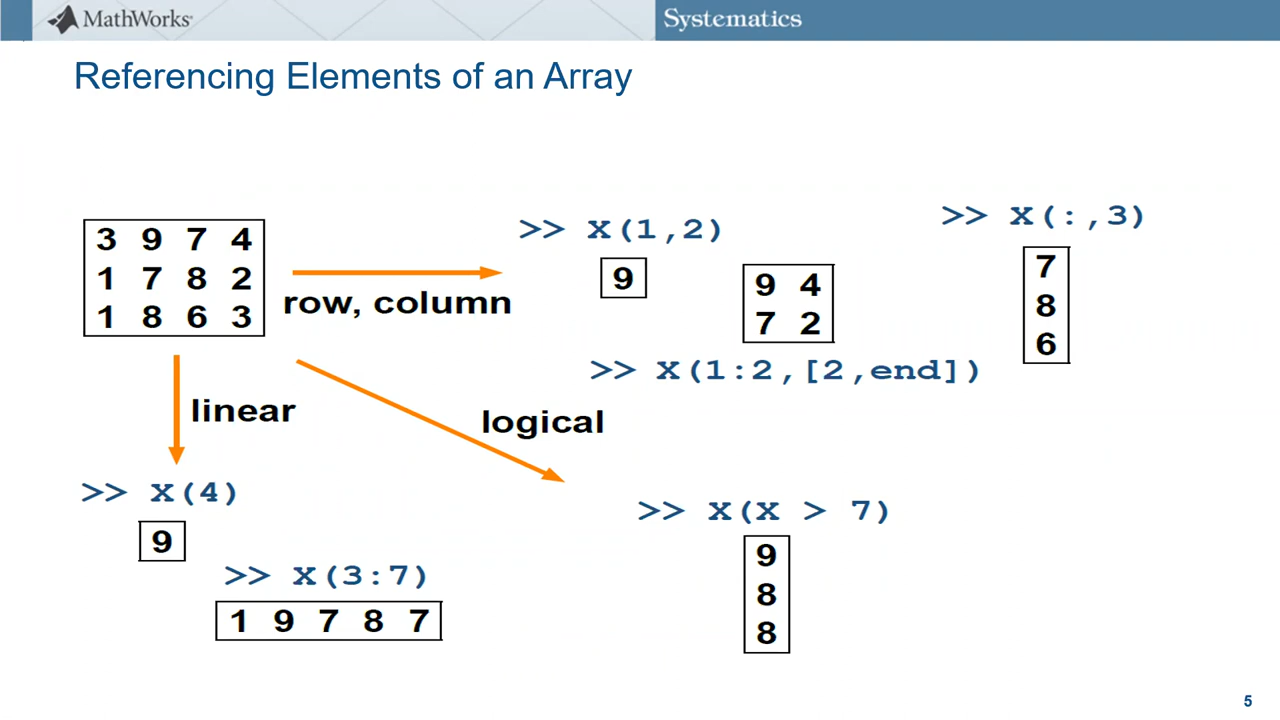 MathWorks
Systematics
Referencing Elements of an Array
3 9 7 4
1 7 8 2
1 8 6 3
row, column
>> X(1,2)
9
9 4
7 2
>> X(1:2,[2,end])
>> X(:,3)
7
8
6
linear
logical
>> X(4)
9
>> X(3:7)
1 9 7 8 7
>> X(X > 7)
9
8
8
5